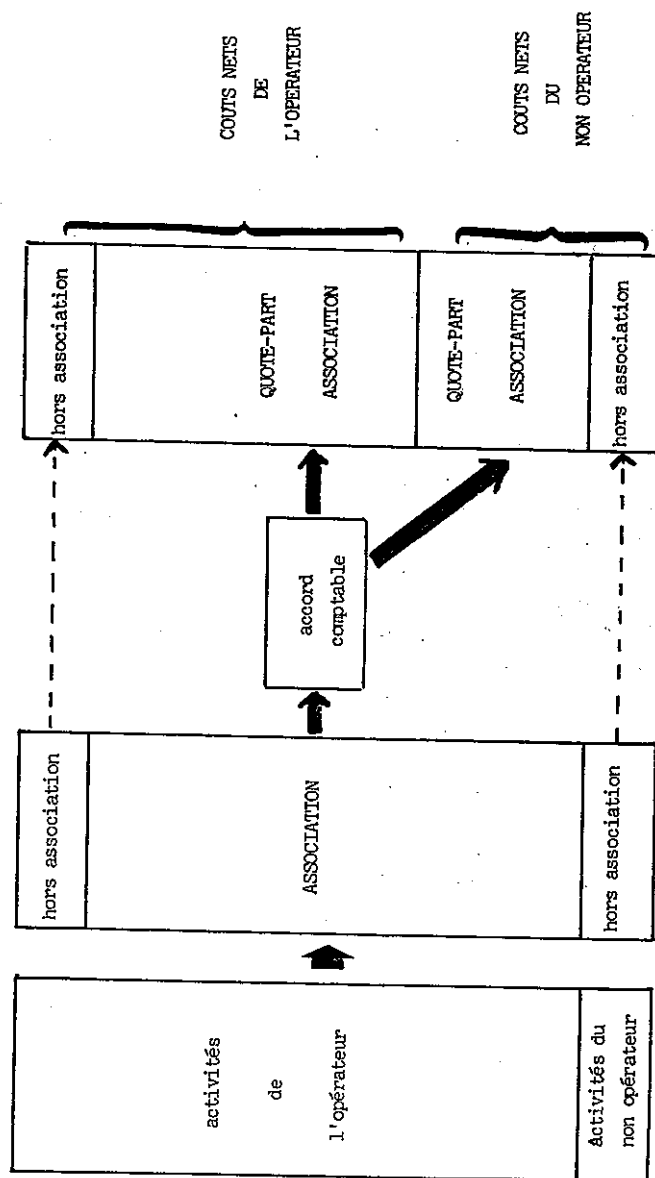 activités
de
l'opérateur
Activités du
non opérateur
hors association
ASSOCIATION
hors association
accord
comptable
hors association
QUOTE-PART
ASSOCIATION
QUOTE-PART
ASSOCIATION
hors association
COUTS NETS
DE
L'OPERATEUR
COUTS NETS
DU
NON OPERATEUR